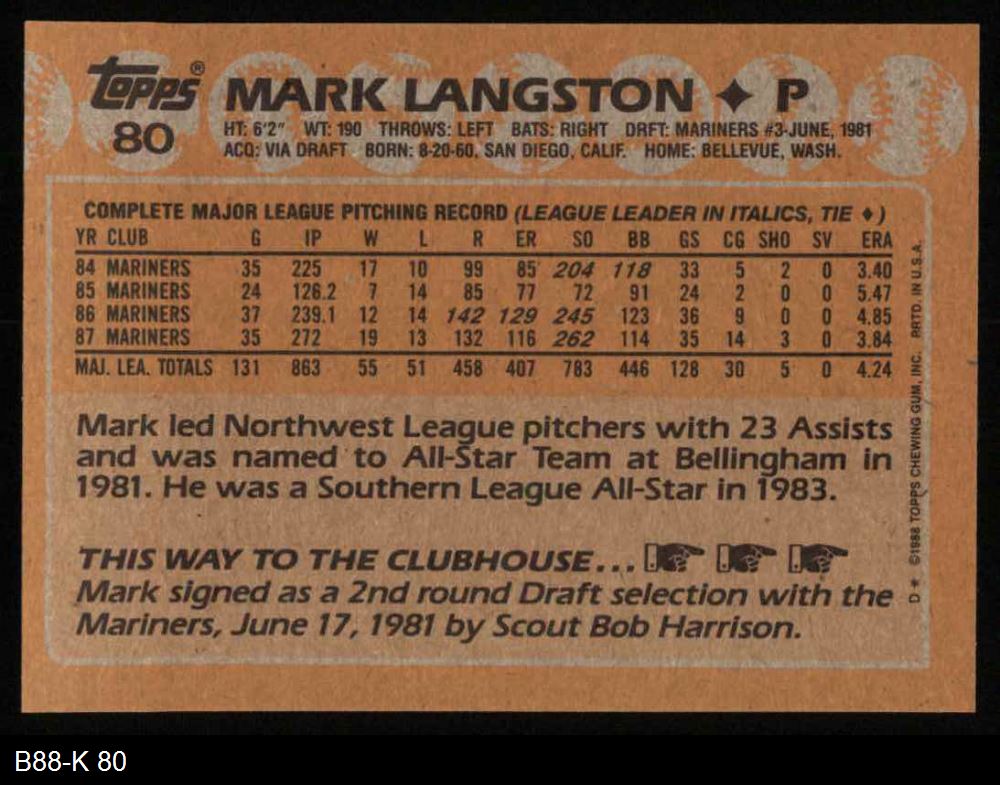 TOPPS® MARK LANGSTON ♦ P
80
HT: 6'2" WT: 190 THROWS: LEFT BATS: RIGHT DRFT: MARINERS #3-JUNE, 1981
ACQ: VIA DRAFT BORN: 8-20-60, SAN DIEGO, CALIF. HOME: BELLEVUE, WASH.
COMPLETE MAJOR LEAGUE PITCHING RECORD (LEAGUE LEADER IN ITALICS, TIE ♦)
YR CLUB G IP W L R ER SO BB GS CG SHO SV ERA
84 MARINERS 35 225 17 10 99 85 204 118 33 5 2 0 3.40
85 MARINERS 24 126.2 7 14 85 77 72 91 24 2 0 0 5.47
86 MARINERS 37 239.1 12 14 142 129 245 123 36 9 0 0 4.85
87 MARINERS 35 272 19 13 132 116 262 114 35 14 3 0 3.84
MAJ. LEA. TOTALS 131 863 55 51 458 407 783 446 128 30 5 0 4.24
Mark led Northwest League pitchers with 23 Assists
and was named to All-Star Team at Bellingham in
1981. He was a Southern League All-Star in 1983.
THIS WAY TO THE CLUBHOUSE...
Mark signed as a 2nd round Draft selection with the
Mariners, June 17, 1981 by Scout Bob Harrison.
D* ©1988 TOPPS CHEWING GUM, INC. PRTD. IN U.S.A.
B88-K 80